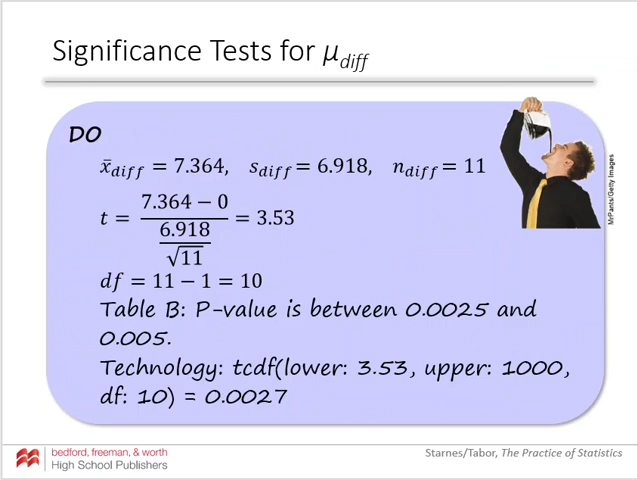 Significance Tests for μ_diff
DO
x̄_diff = 7.364, s_diff = 6.918, n_diff = 11
t = (7.364 − 0)/(6.918/√11) = 3.53
df = 11 − 1 = 10
Table B: P-value is between 0.0025 and
0.005.
Technology: tcdf(lower: 3.53, upper: 1000,
df: 10) = 0.0027
MrPants/Getty Images
bedford, freeman, & worth
High School Publishers
Starnes/Tabor, The Practice of Statistics